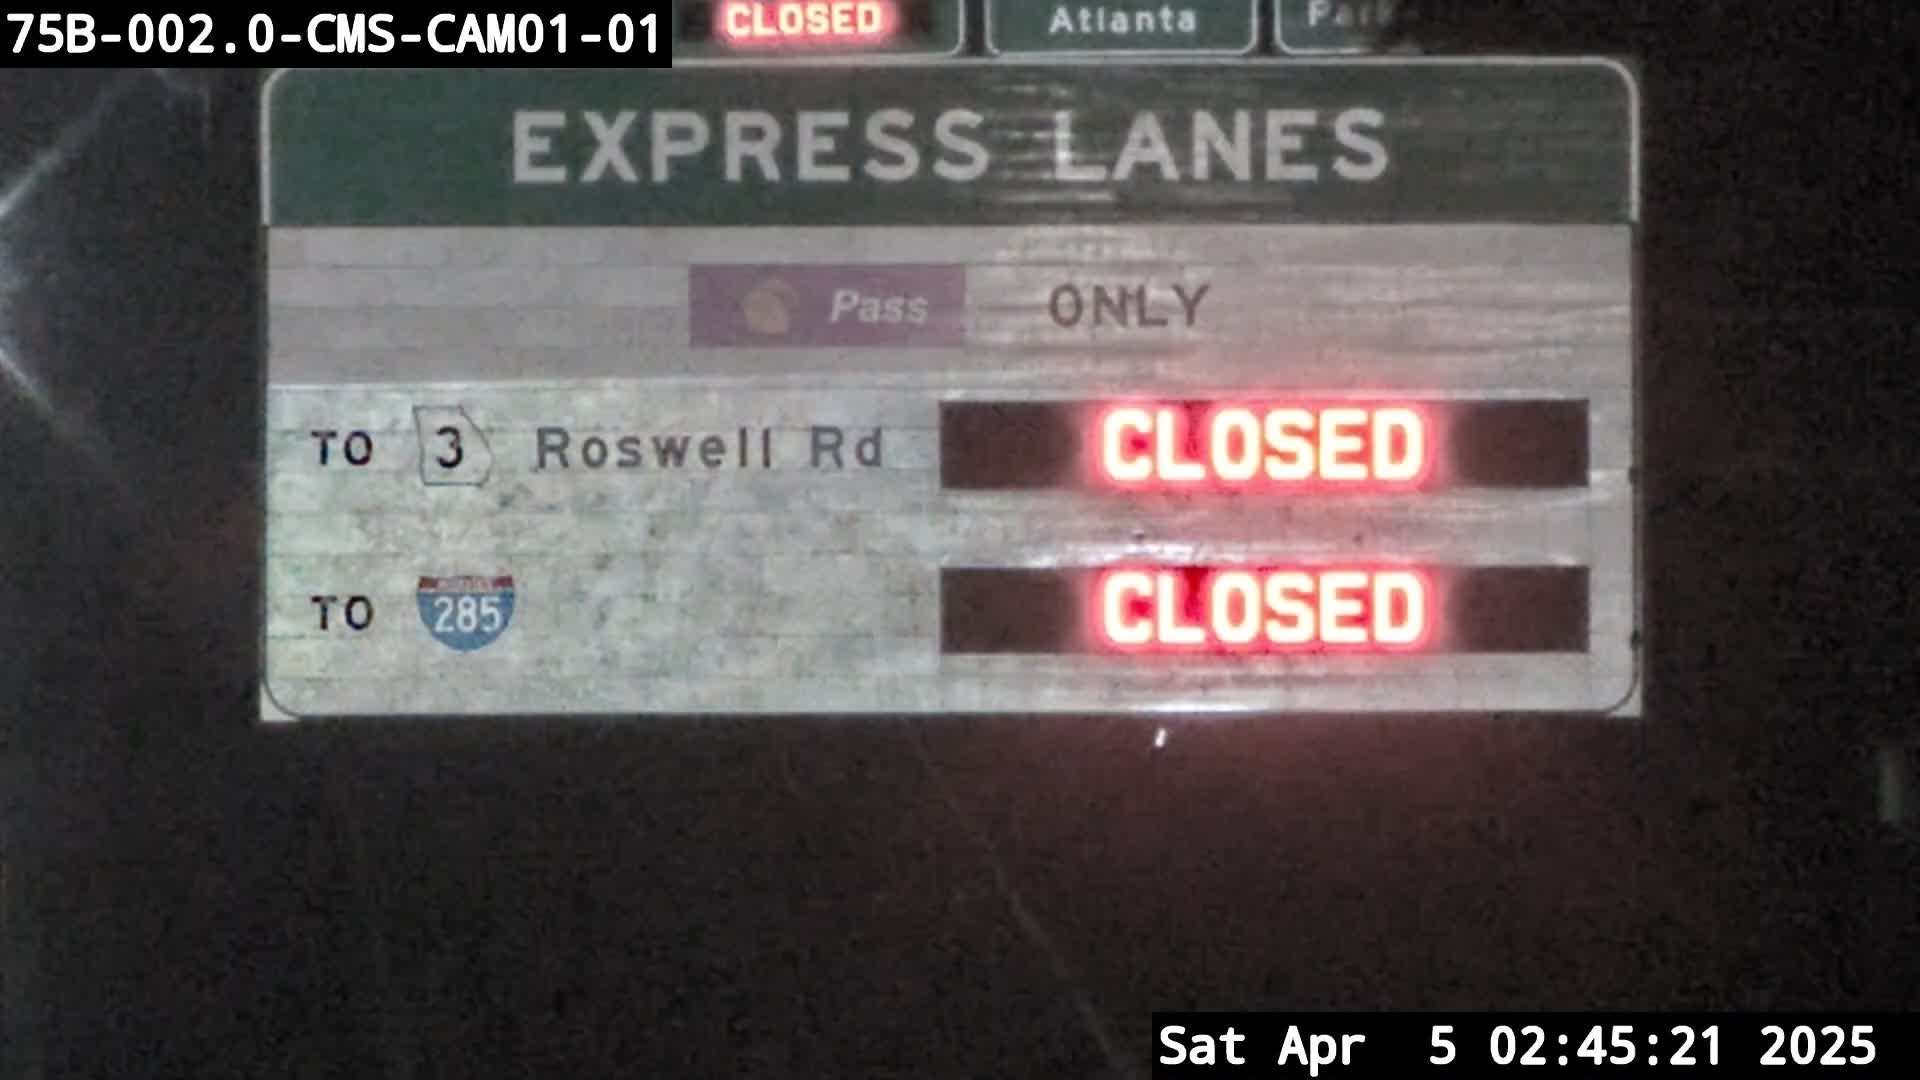 75B-002.0-CMS-CAM01-01
CLOSED
Atlanta
EXPRESS LANES
Pass ONLY
TO 3 Roswell Rd CLOSED
TO 285 CLOSED
Sat Apr 5 02:45:21 2025